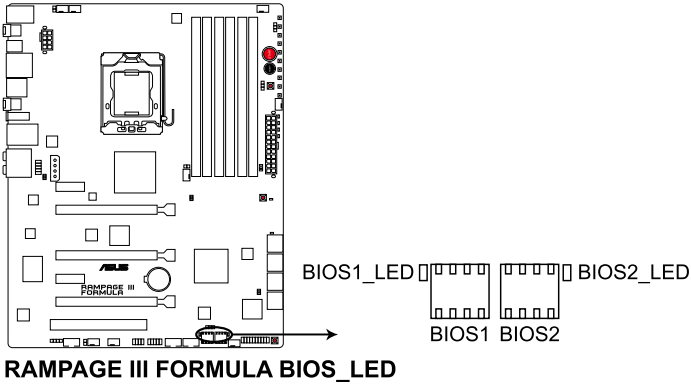 ASUS
RAMPAGE III
FORMULA
BIOS1_LED
BIOS2_LED
BIOS1 BIOS2
RAMPAGE III FORMULA BIOS_LED